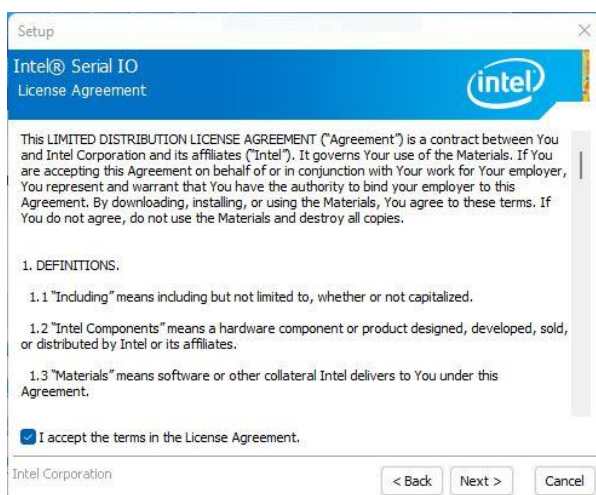 Setup
Intel® Serial IO
License Agreement
intel
This LIMITED DISTRIBUTION LICENSE AGREEMENT ("Agreement") is a contract between You
and Intel Corporation and its affiliates ("Intel"). It governs Your use of the Materials. If You
are accepting this Agreement on behalf of or in conjunction with Your work for Your employer,
You represent and warrant that You have the authority to bind your employer to this
Agreement. By downloading, installing, or using the Materials, You agree to these terms. If
You do not agree, do not use the Materials and destroy all copies.
1. DEFINITIONS.
1.1 "Including" means including but not limited to, whether or not capitalized.
1.2 "Intel Components" means a hardware component or product designed, developed, sold,
or distributed by Intel or its affiliates.
1.3 "Materials" means software or other collateral Intel delivers to You under this
Agreement.
I accept the terms in the License Agreement.
Intel Corporation
< Back Next > Cancel